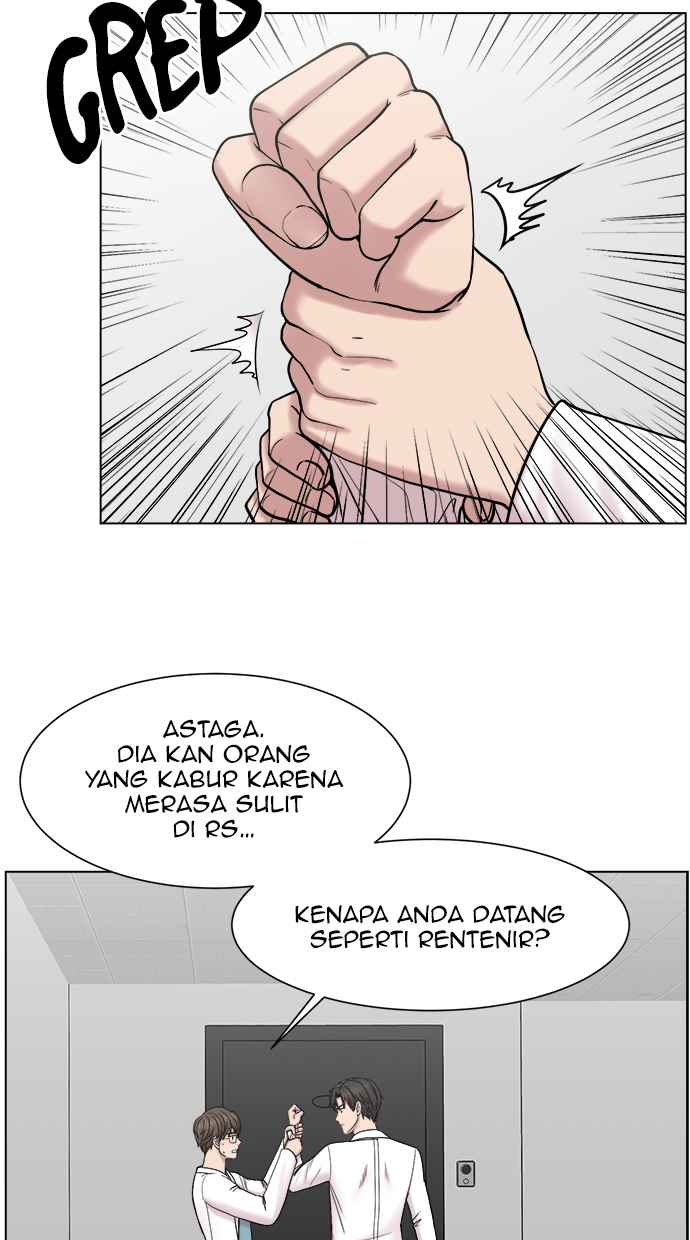 GREP
ASTAGA.
DIA KAN ORANG
YANG KABUR KARENA
MERASA SULIT
DI RS...
KENAPA ANDA DATANG
SEPERTI RENTENIR?